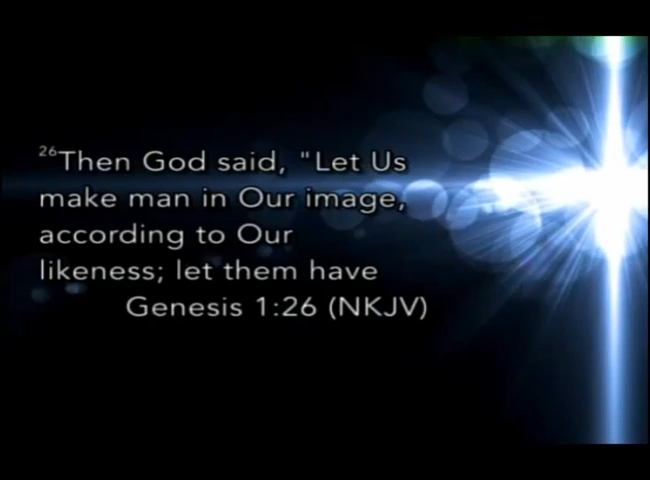 26Then God said, "Let Us
make man in Our image,
according to Our
likeness; let them have
Genesis 1:26 (NKJV)